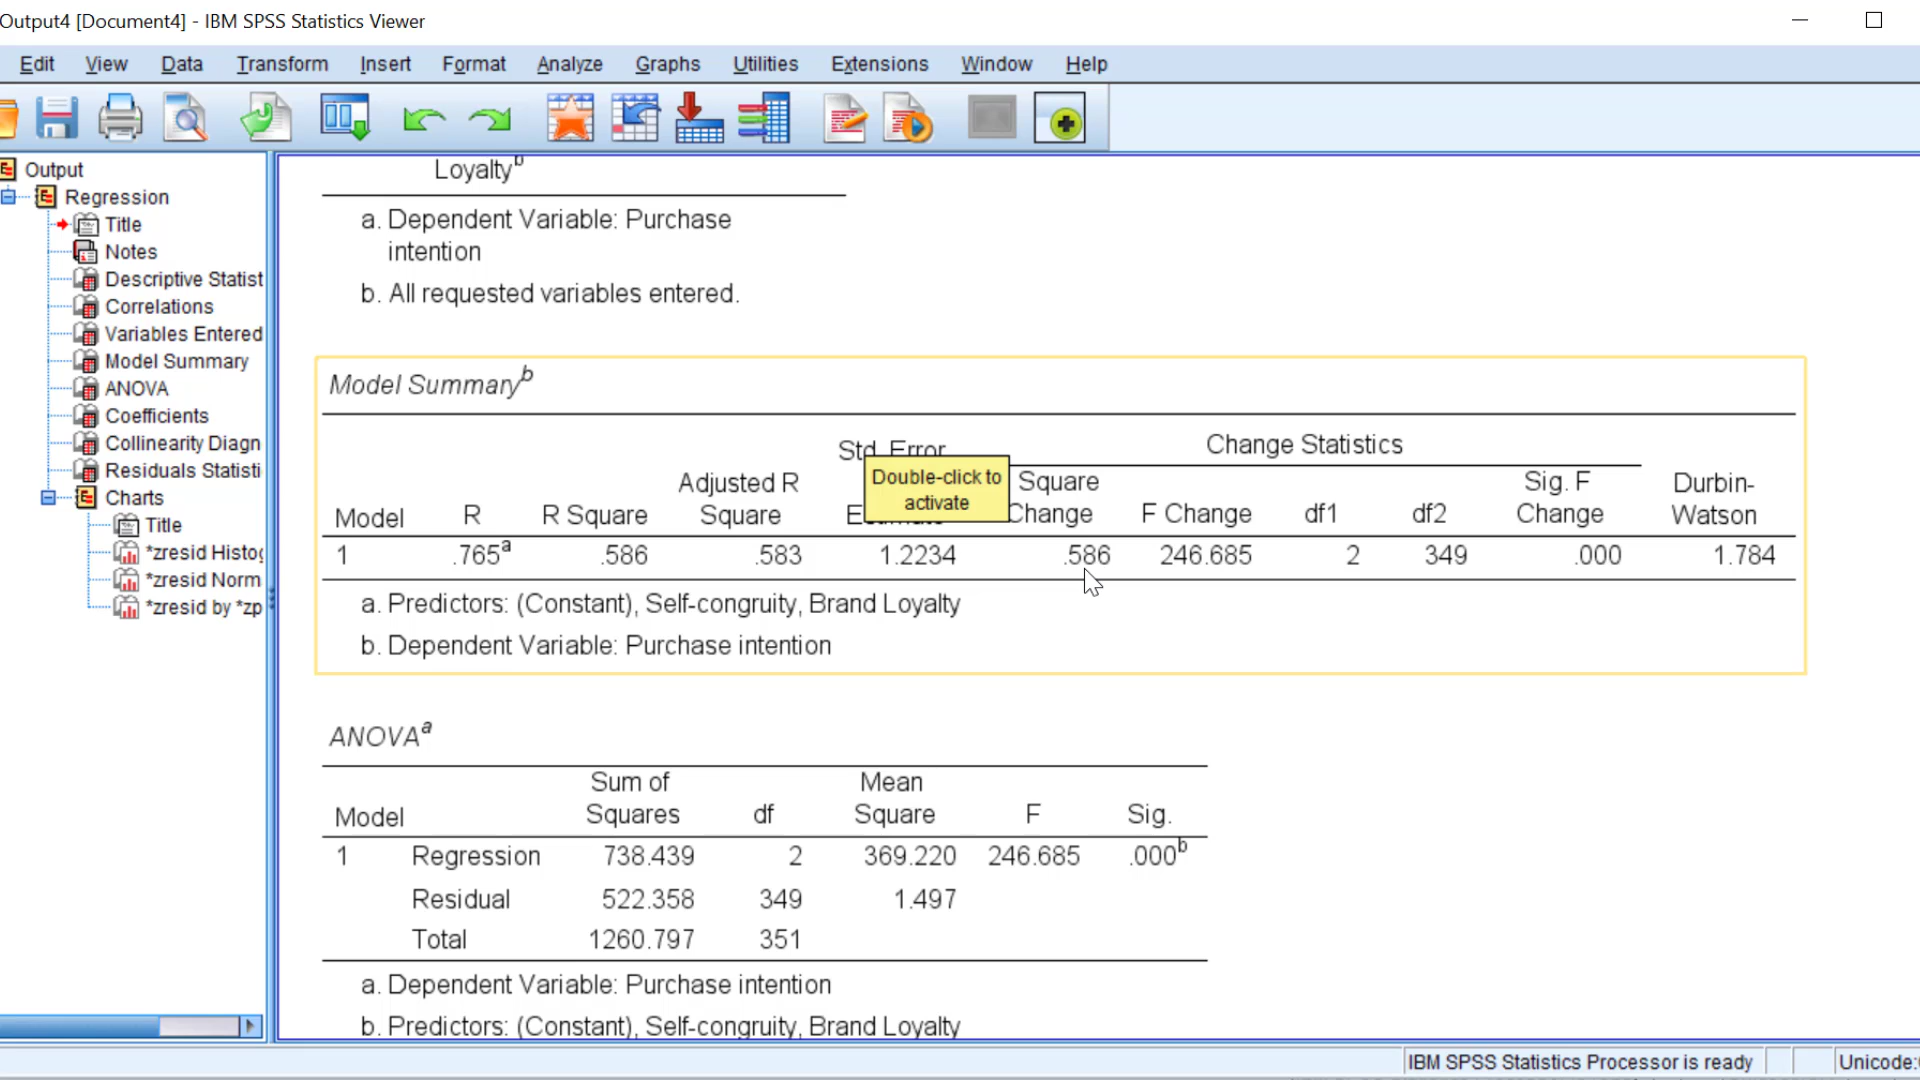 Output4 [Document4] - IBM SPSS Statistics Viewer
Edit View Data Transform Insert Format Analyze Graphs Utilities Extensions Window Help
Output
Regression
Title
Notes
Descriptive Statist
Correlations
Variables Entered
Model Summary
ANOVA
Coefficients
Collinearity Diagn
Residuals Statisti
Charts
Title
*zresid Histog
*zresid Norm
*zresid by *zp
Loyalty b
a. Dependent Variable: Purchase
intention
b. All requested variables entered.
Model Summary b
Std. Error Change Statistics
Adjusted R Square Sig. F Durbin-
Model R R Square Square Change F Change df1 df2 Change Watson
Double-click to
activate
1 .765a .586 .583 1.2234 .586 246.685 2 349 .000 1.784
a. Predictors: (Constant), Self-congruity, Brand Loyalty
b. Dependent Variable: Purchase intention
ANOVA a
Sum of Mean
Model Squares df Square F Sig.
1 Regression 738.439 2 369.220 246.685 .000b
Residual 522.358 349 1.497
Total 1260.797 351
a. Dependent Variable: Purchase intention
b. Predictors: (Constant), Self-congruity, Brand Loyalty
IBM SPSS Statistics Processor is ready Unicode: